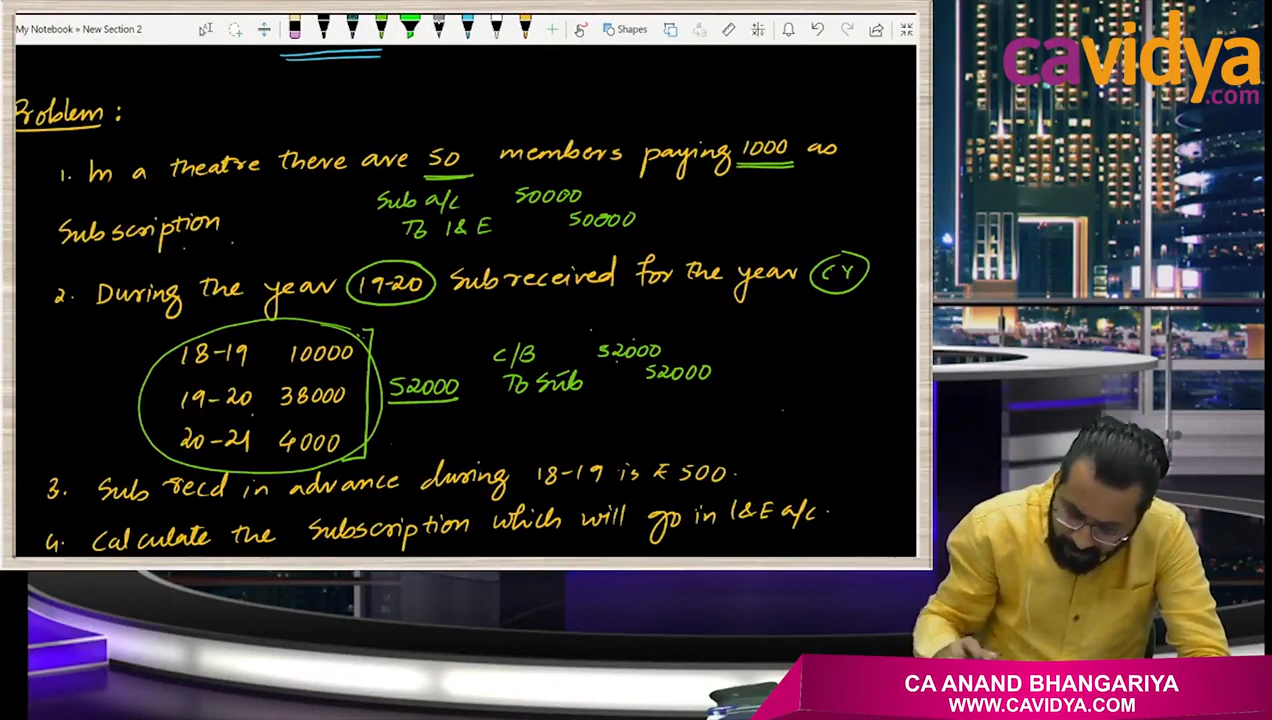 My Notebook » New Section 2
Shapes
cavidya
.com
Problem :
1. In a theatre there are 50 members paying 1000 as
Sub a/c 50000
To I & E 50000
Subscription
2. During the year 19-20 Sub received for the year CY
18-19 10000
19-20 38000
20-21 4000
52000
C/B 52000
To Sub 52000
3. Sub recd in advance during 18-19 is ₹ 500.
4. Calculate the subscription which will go in I & E a/c.
CA ANAND BHANGARIYA
WWW.CAVIDYA.COM